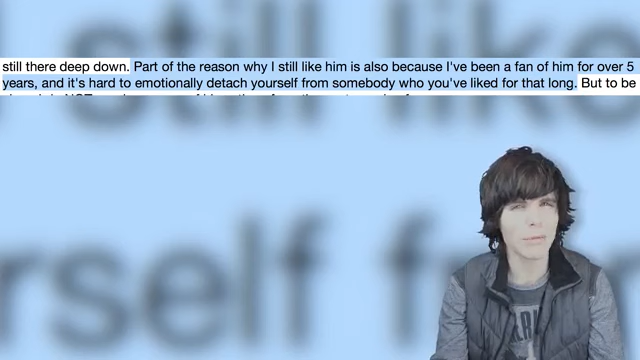 still there deep down. Part of the reason why I still like him is also because I've been a fan of him for over 5
years, and it's hard to emotionally detach yourself from somebody who you've liked for that long. But to be